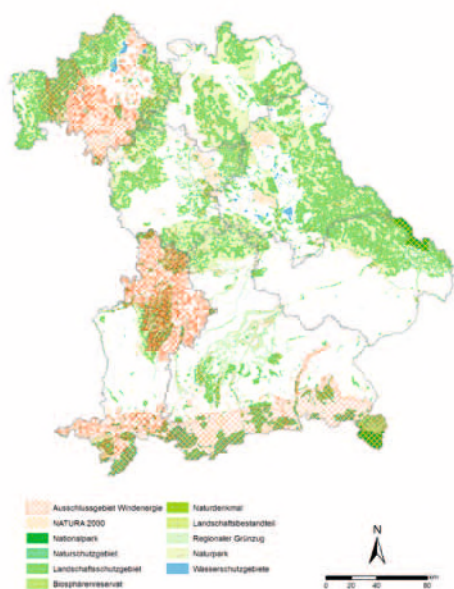 Ausschlussgebiet Windenergie
NATURA 2000
Nationalpark
Naturschutzgebiet
Landschaftsschutzgebiet
Biosphärenreservat
Naturdenkmal
Landschaftsbestandteil
Regionaler Grünzug
Naturpark
Wasserschutzgebiete
N
0 20 40 80